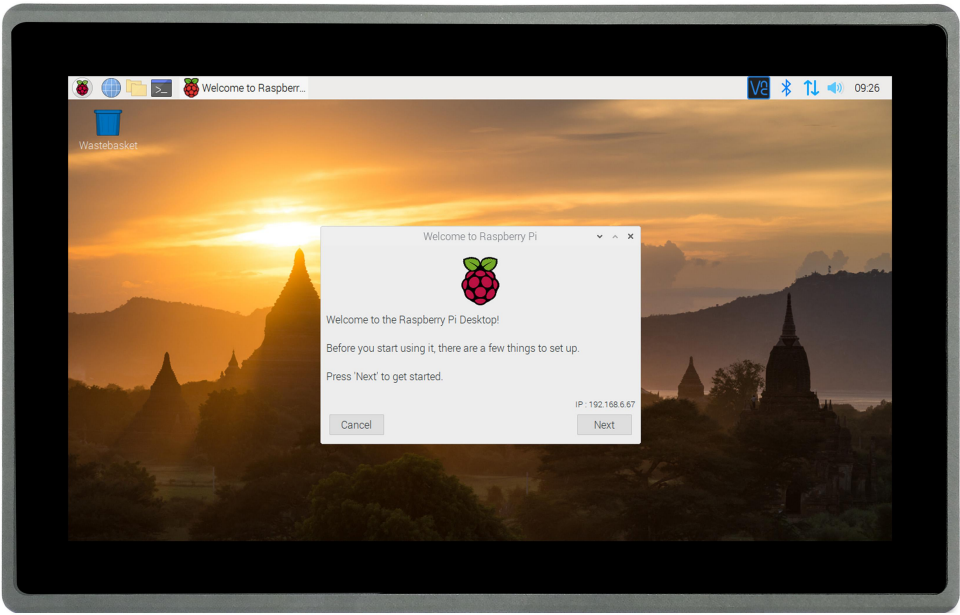 Welcome to Raspberr...
V2
09:26
Wastebasket
Welcome to Raspberry Pi
Welcome to the Raspberry Pi Desktop!
Before you start using it, there are a few things to set up.
Press 'Next' to get started.
IP : 192.168.6.67
Cancel
Next